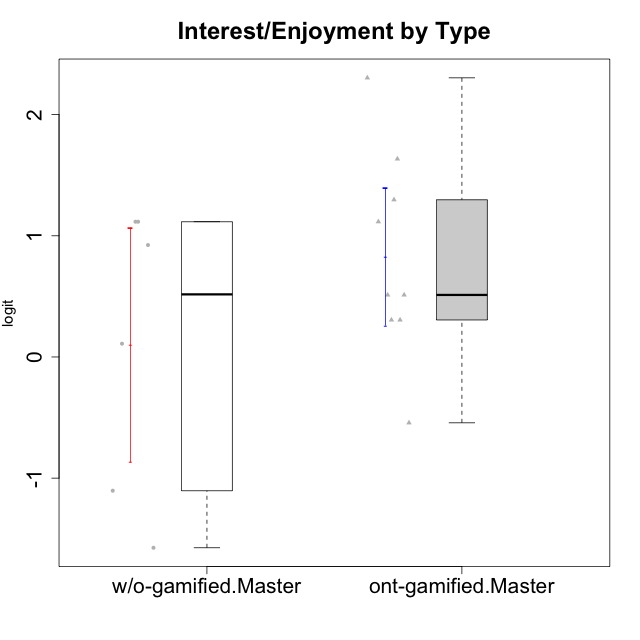 Interest/Enjoyment by Type
2
1
0
-1
logit
w/o-gamified.Master
ont-gamified.Master